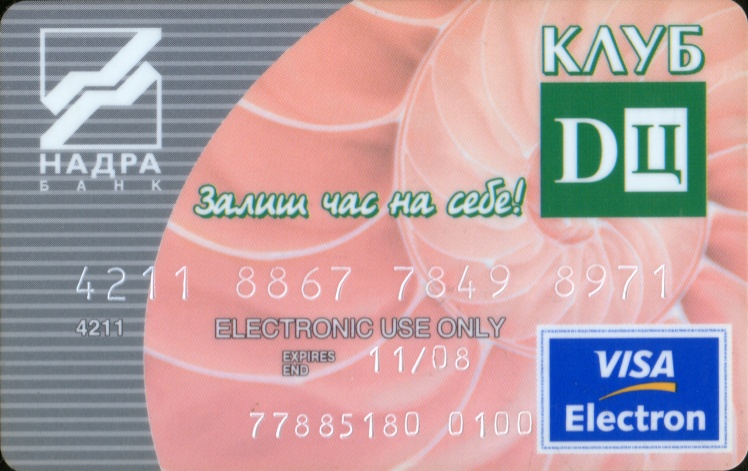 НАДРА
БАНК
КЛУБ
DЦ
Залиш час на себе!
4211 8867 7849 8971
4211
ELECTRONIC USE ONLY
EXPIRES
END
11/08
77885180 0100
VISA
Electron